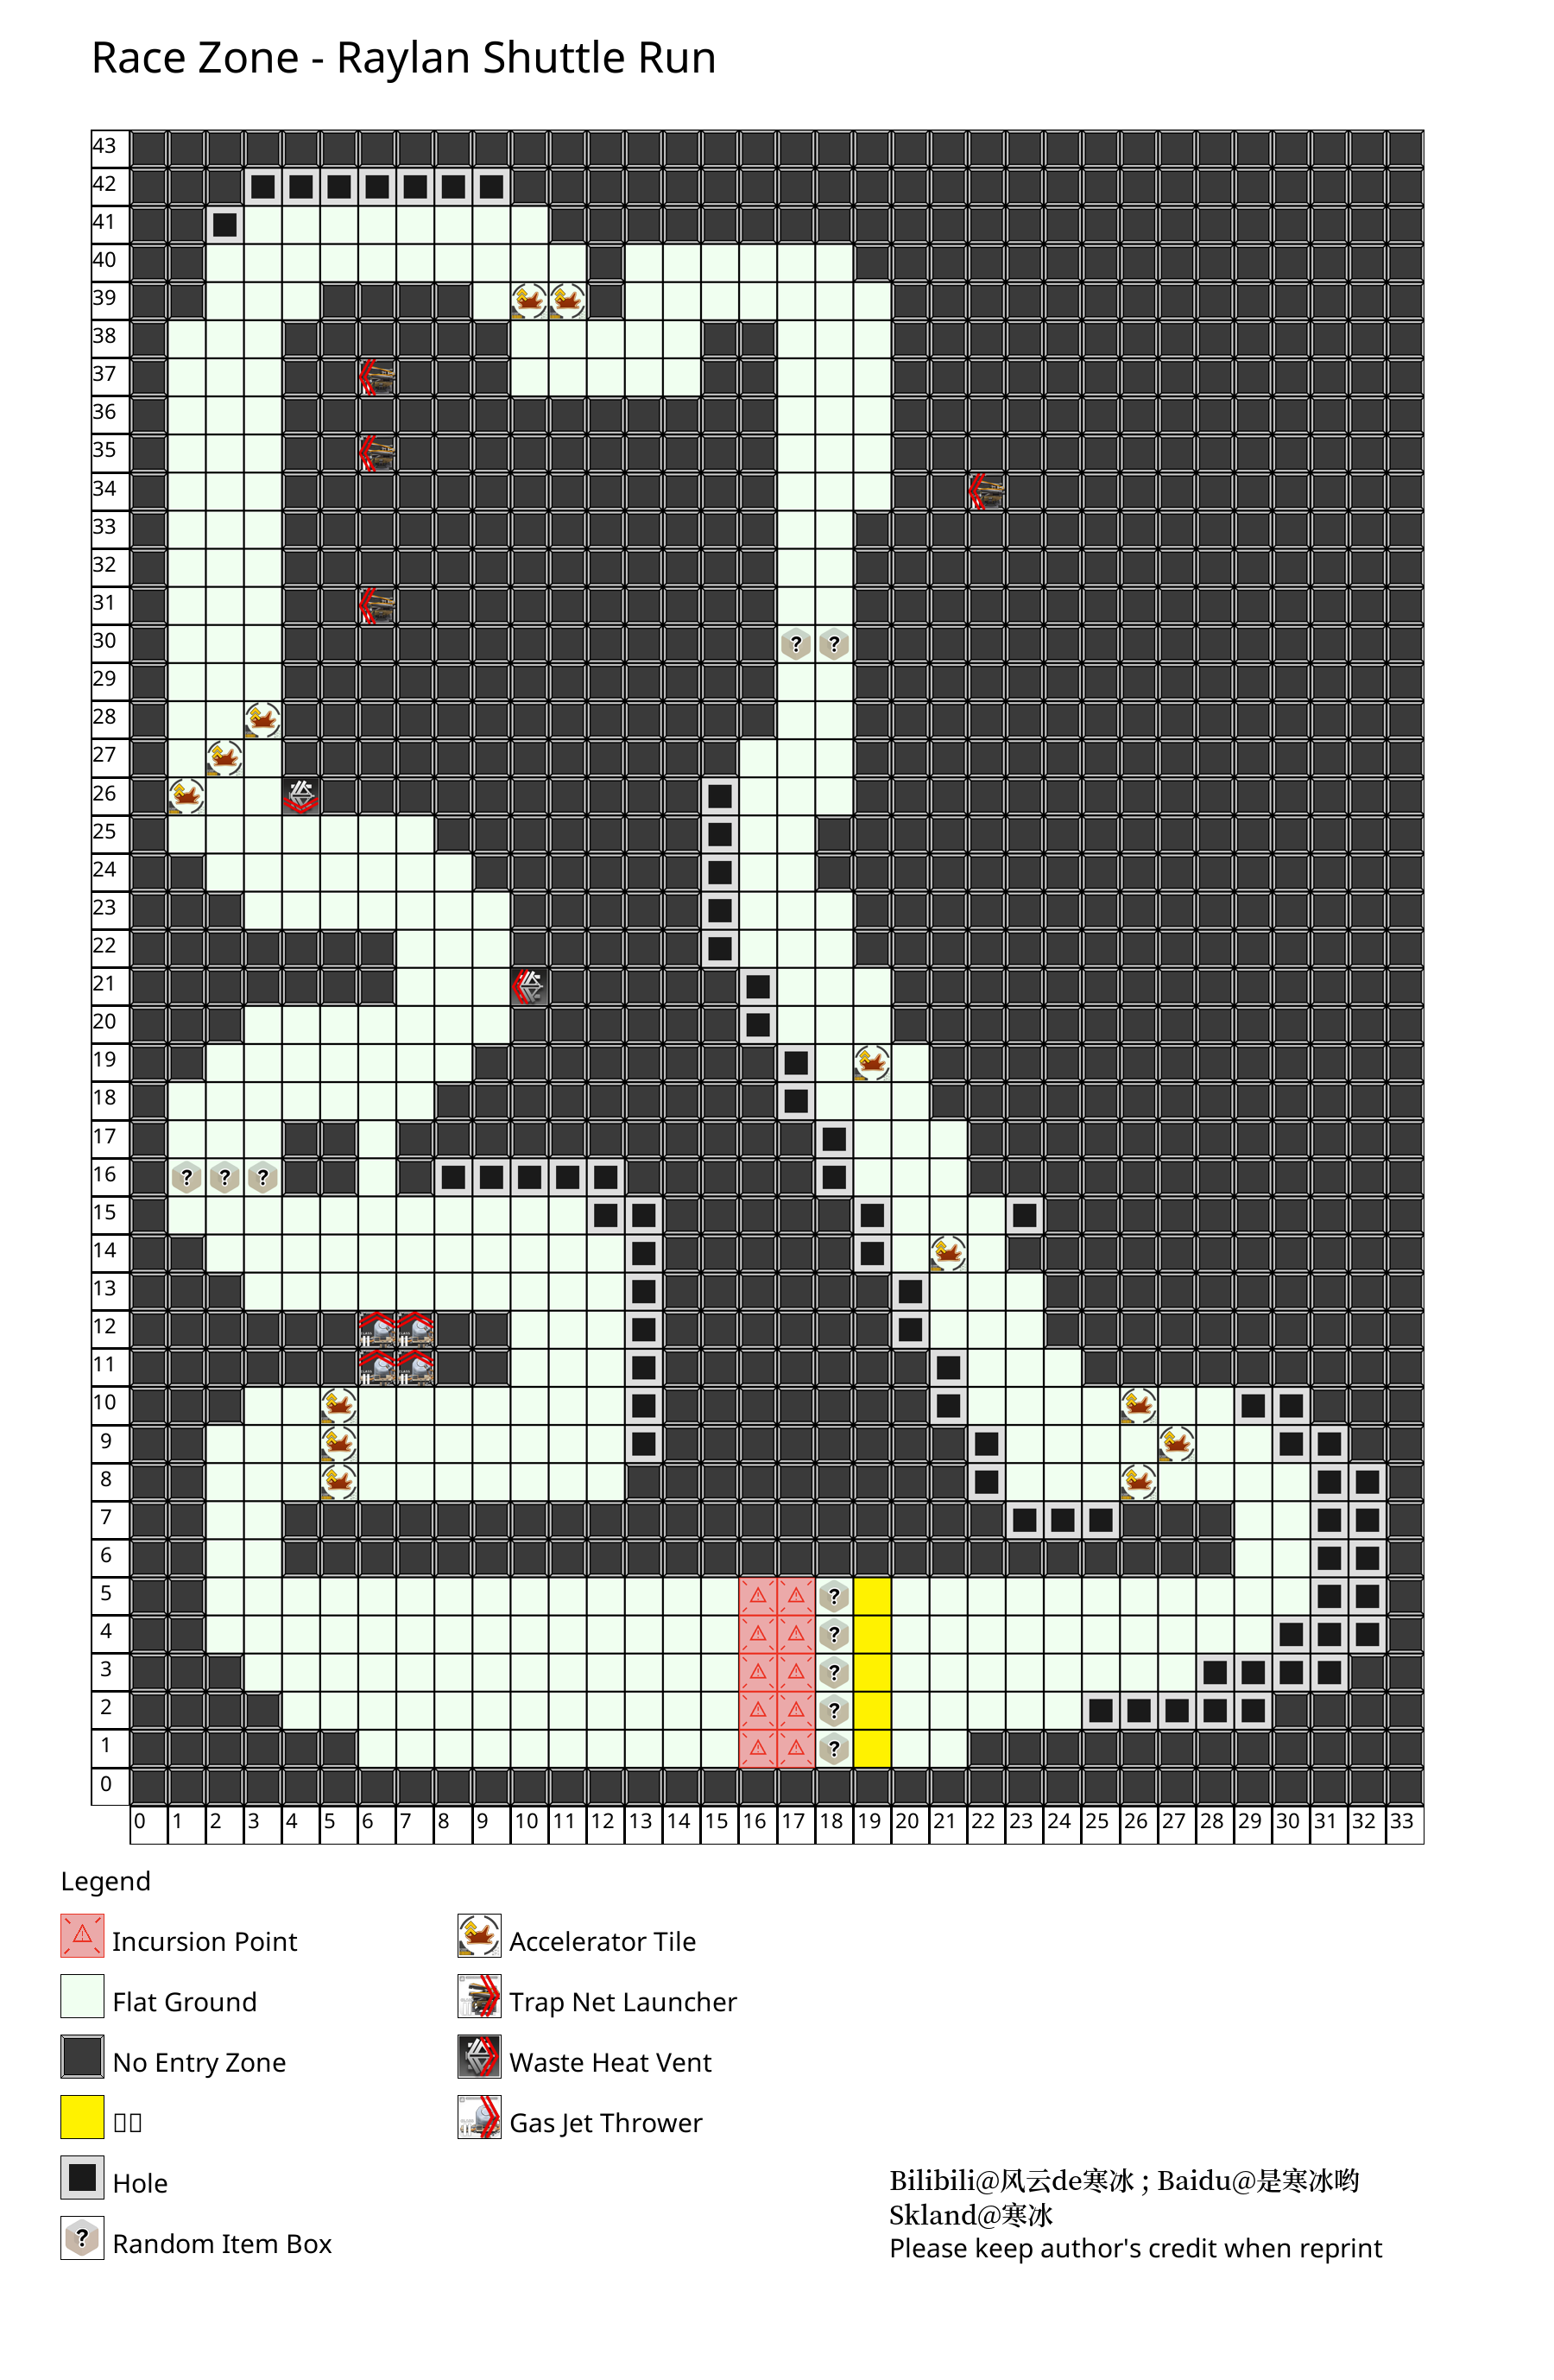 Race Zone - Raylan Shuttle Run
43
42
41
40
39
38
37
36
35
34
33
32
31
30
29
28
27
26
25
24
23
22
21
20
19
18
17
16
15
14
13
12
11
10
9
8
7
6
5
4
3
2
1
0
0 1 2 3 4 5 6 7 8 9 10 11 12 13 14 15 16 17 18 19 20 21 22 23 24 25 26 27 28 29 30 31 32 33
Legend
Incursion Point
Accelerator Tile
Flat Ground
Trap Net Launcher
No Entry Zone
Waste Heat Vent
Gas Jet Thrower
Hole
Random Item Box
Bilibili@风云de寒冰 ; Baidu@是寒冰哟
Skland@寒冰
Please keep author's credit when reprint